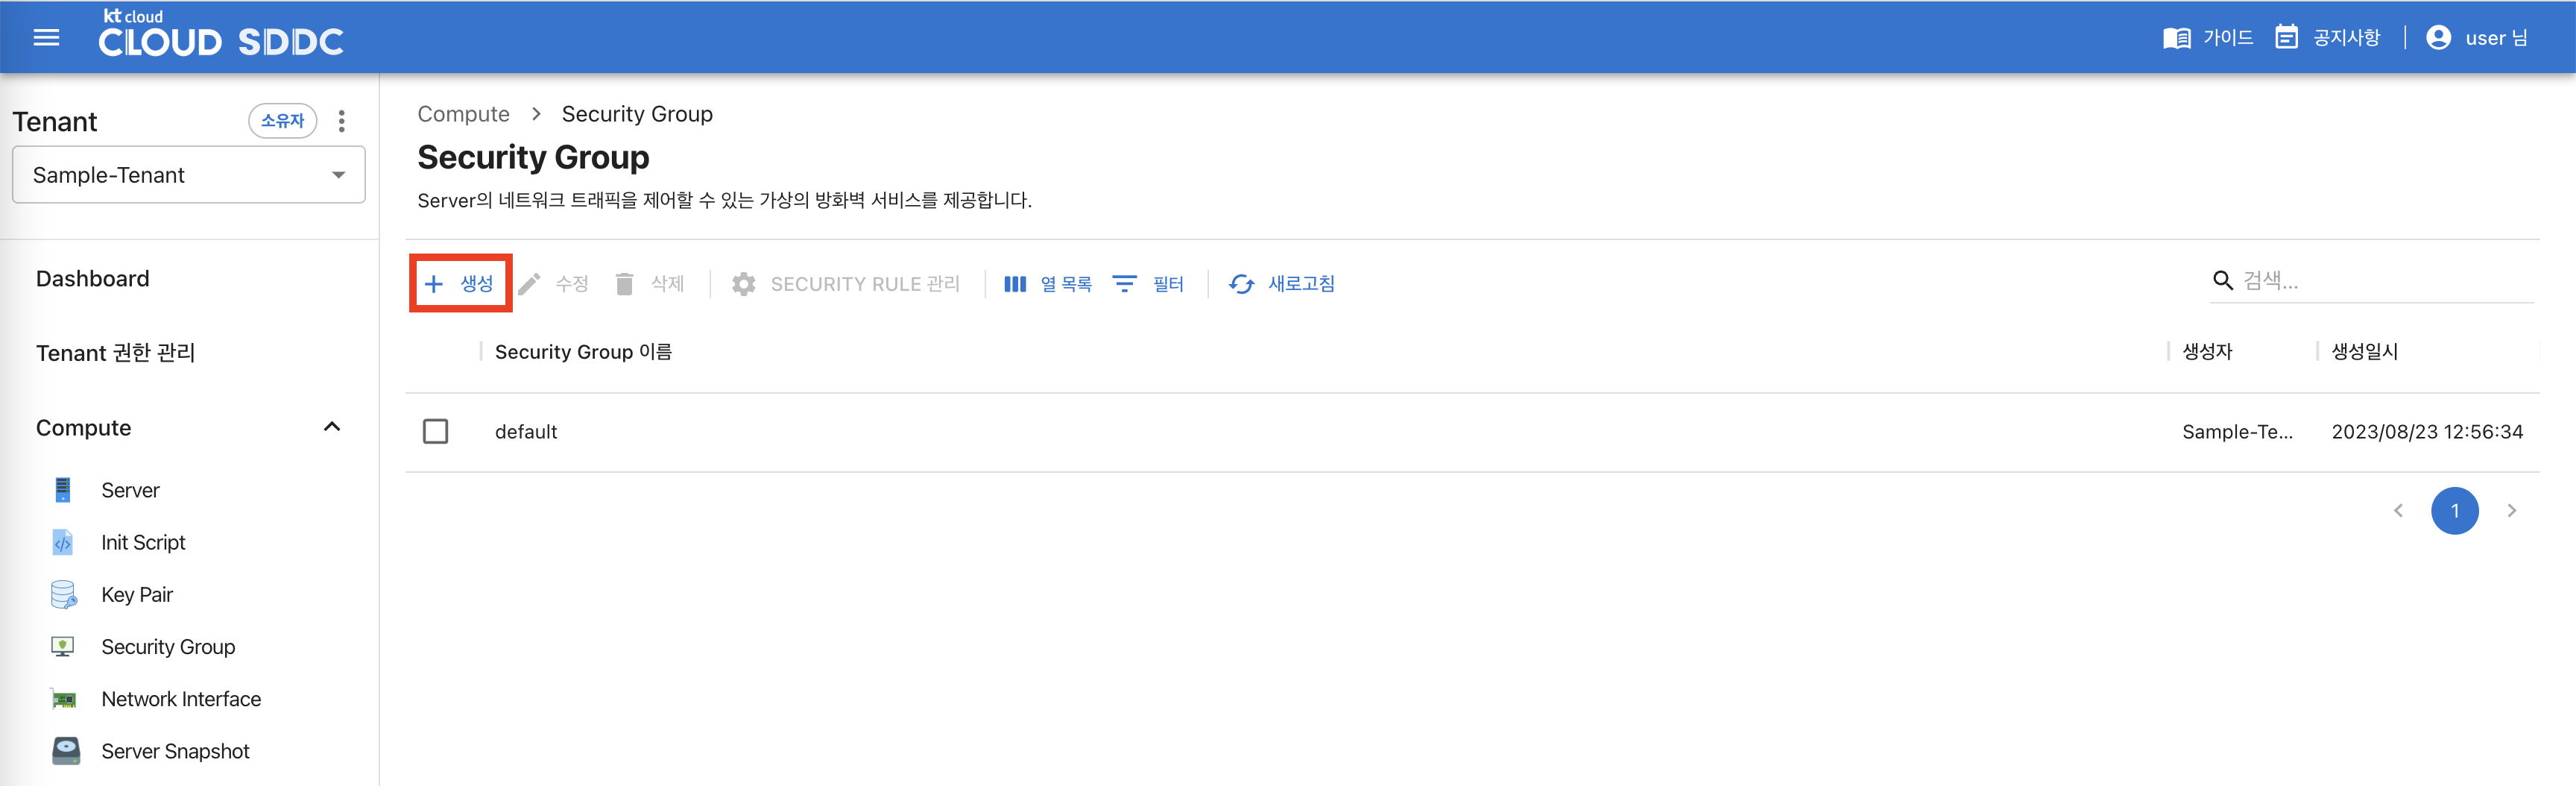 kt cloud
CLOUD SDDC
가이드
공지사항
user 님
Tenant
소유자
Sample-Tenant
Dashboard
Tenant 권한 관리
Compute
Server
Init Script
Key Pair
Security Group
Network Interface
Server Snapshot
Compute > Security Group
Security Group
Server의 네트워크 트래픽을 제어할 수 있는 가상의 방화벽 서비스를 제공합니다.
생성 수정 삭제 SECURITY RULE 관리 열 목록 필터 새로고침 검색...
Security Group 이름 생성자 생성일시
default Sample-Te... 2023/08/23 12:56:34
1